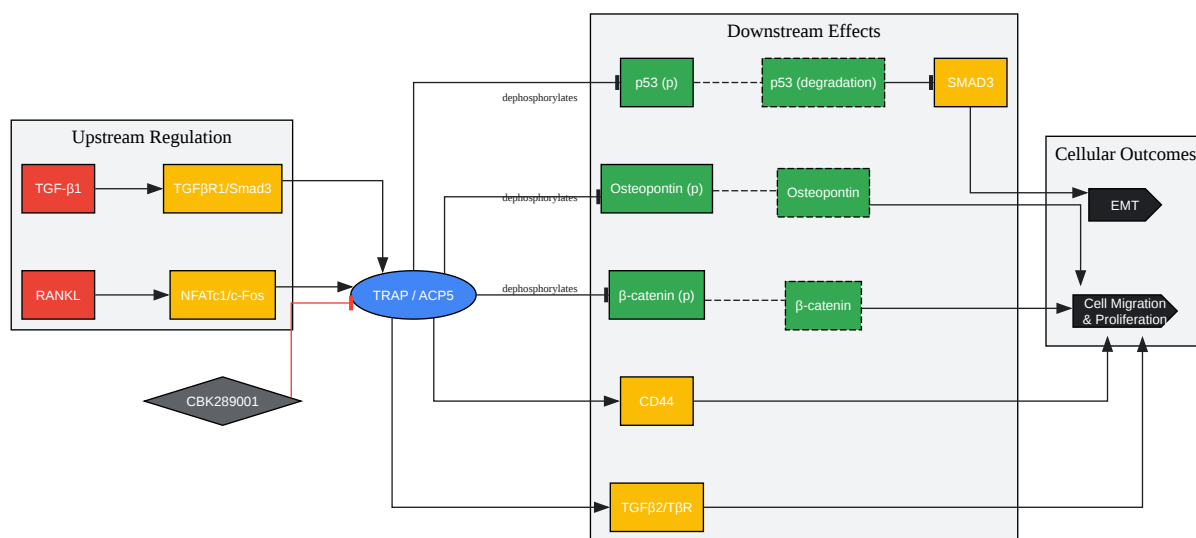 Upstream Regulation
TGF-β1
TGFβR1/Smad3
RANKL
NFATc1/c-Fos
CBK289001
TRAP / ACP5
Downstream Effects
dephosphorylates
p53 (p)
p53 (degradation)
SMAD3
dephosphorylates
Osteopontin (p)
Osteopontin
dephosphorylates
β-catenin (p)
β-catenin
CD44
TGFβ2/TβR
Cellular Outcomes
EMT
Cell Migration
& Proliferation